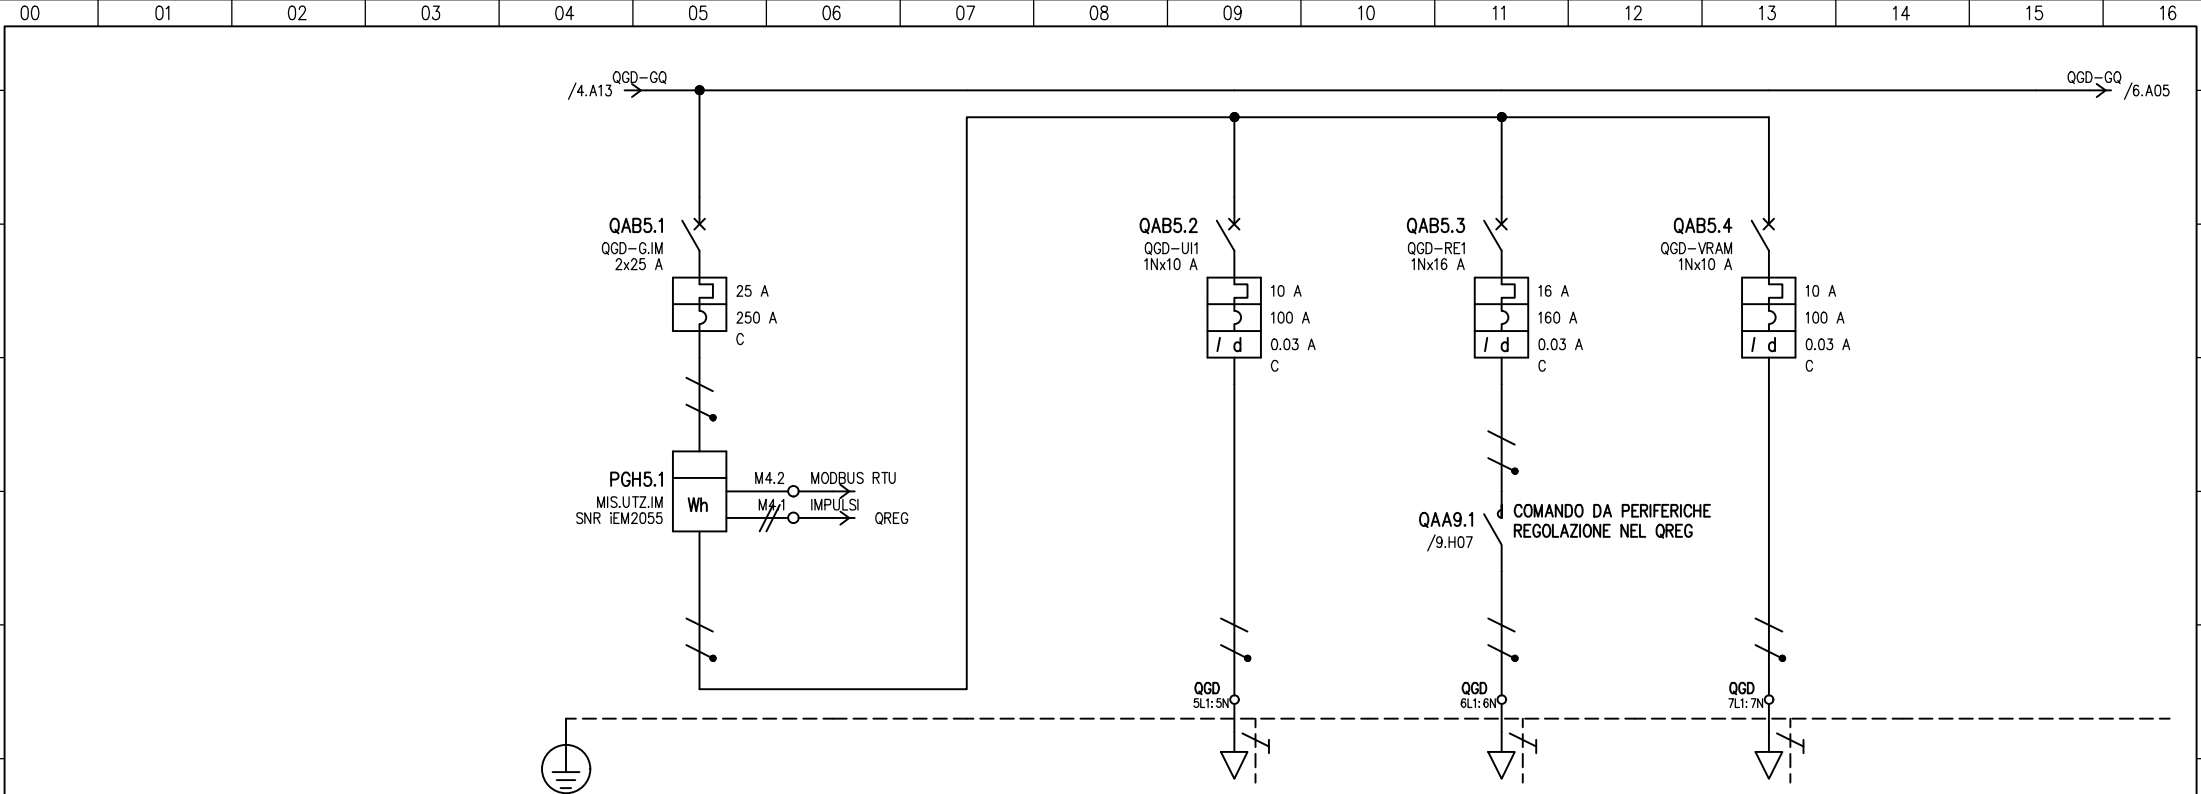 00 01 02 03 04 05 06 07 08 09 10 11 12 13 14 15 16
QGD-GQ
/4.A13
QGD-GQ
/6.A05
QAB5.1
QGD-G.IM
2x25 A
25 A
250 A
C
QAB5.2
QGD-UI1
1Nx10 A
10 A
100 A
I d
0.03 A
C
QAB5.3
QGD-RE1
1Nx16 A
16 A
160 A
I d
0.03 A
C
QAB5.4
QGD-VRAM
1Nx10 A
10 A
100 A
I d
0.03 A
C
PGH5.1
MIS.UTZ.IM
SNR iEM2055
Wh
M4.2 MODBUS RTU
M4.1 IMPULSI
QREG
QAA9.1
/9.H07
COMANDO DA PERIFERICHE
REGOLAZIONE NEL QREG
QGD
5L1:5N
QGD
6L1:6N
QGD
7L1:7N